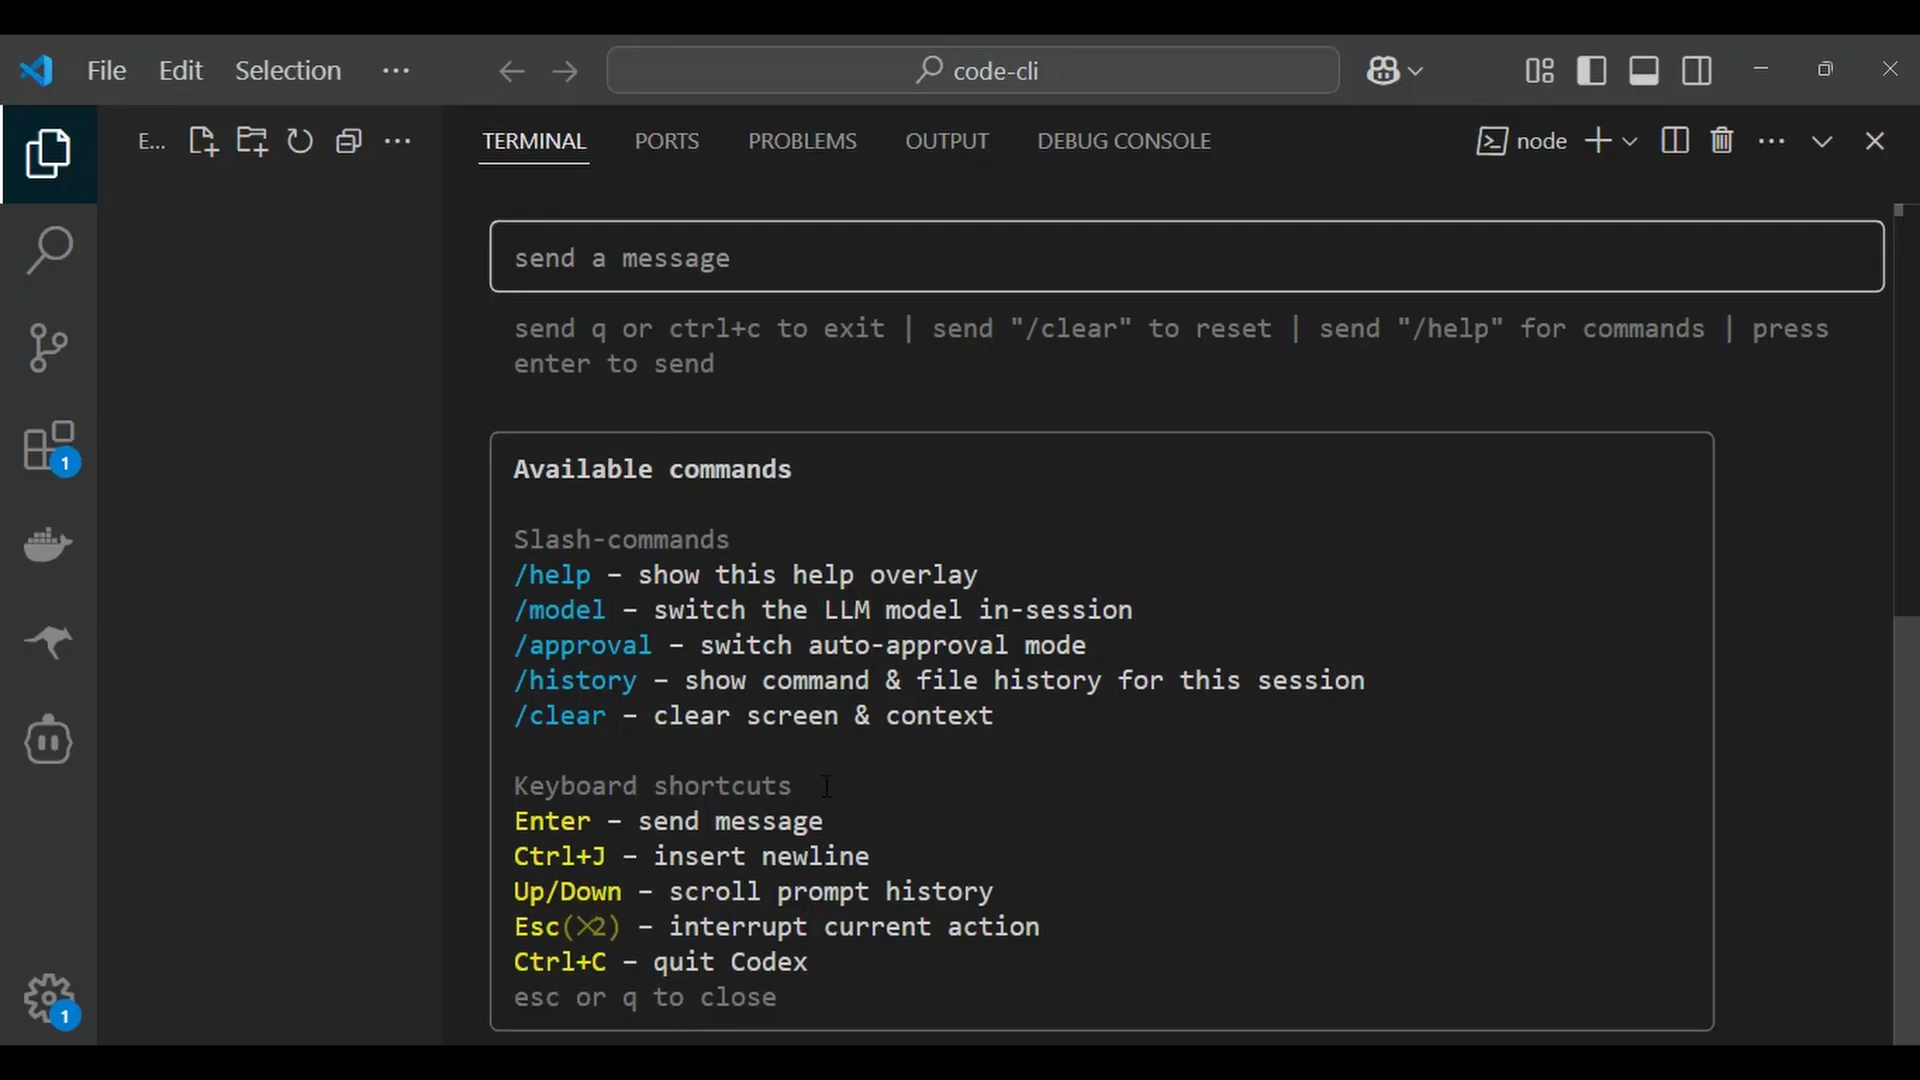 File Edit Selection ··· code-cli
E... TERMINAL PORTS PROBLEMS OUTPUT DEBUG CONSOLE node
send a message
send q or ctrl+c to exit | send "/clear" to reset | send "/help" for commands | press
enter to send
Available commands
Slash-commands
/help – show this help overlay
/model – switch the LLM model in-session
/approval – switch auto-approval mode
/history – show command & file history for this session
/clear – clear screen & context
Keyboard shortcuts
Enter – send message
Ctrl+J – insert newline
Up/Down – scroll prompt history
Esc(×2) – interrupt current action
Ctrl+C – quit Codex
esc or q to close
1
1